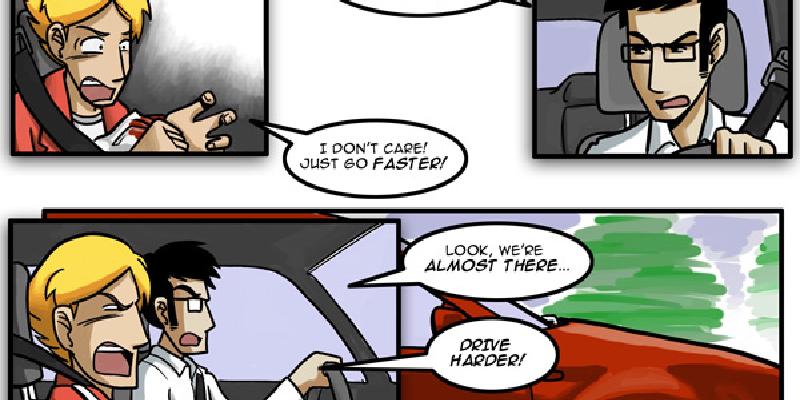 I DON'T CARE!
JUST GO FASTER!
LOOK, WE'RE
ALMOST THERE...
DRIVE
HARDER!